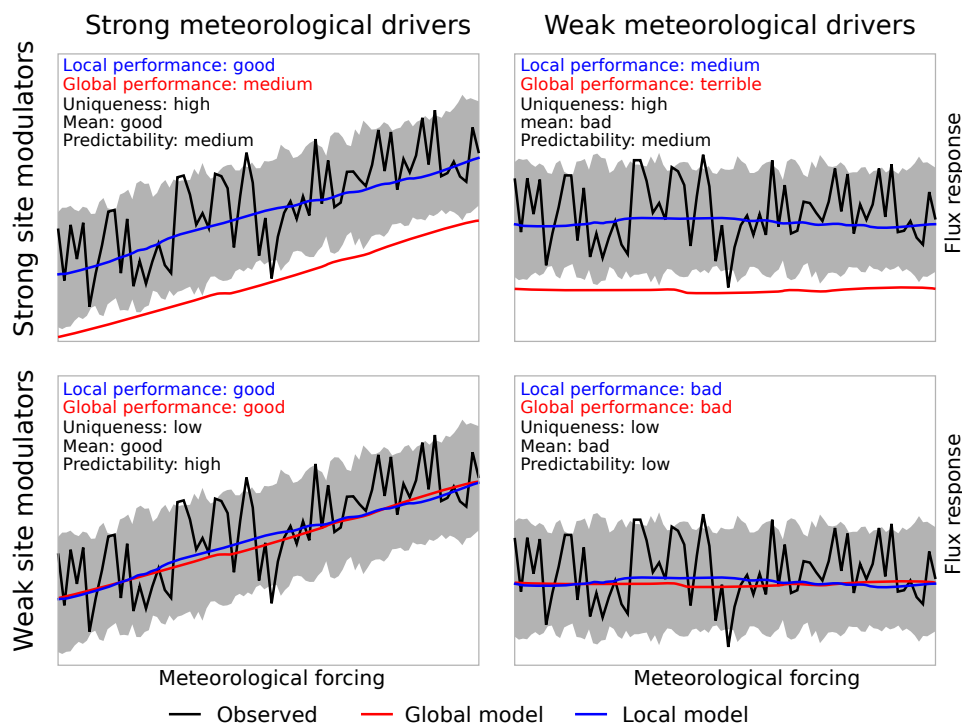 Strong meteorological drivers
Weak meteorological drivers
Strong site modulators
Local performance: good
Global performance: medium
Uniqueness: high
Mean: good
Predictability: medium
Local performance: medium
Global performance: terrible
Uniqueness: high
mean: bad
Predictability: medium
Flux response
Weak site modulators
Local performance: good
Global performance: good
Uniqueness: low
Mean: good
Predictability: high
Local performance: bad
Global performance: bad
Uniqueness: low
Mean: bad
Predictability: low
Flux response
Meteorological forcing
Meteorological forcing
Observed
Global model
Local model